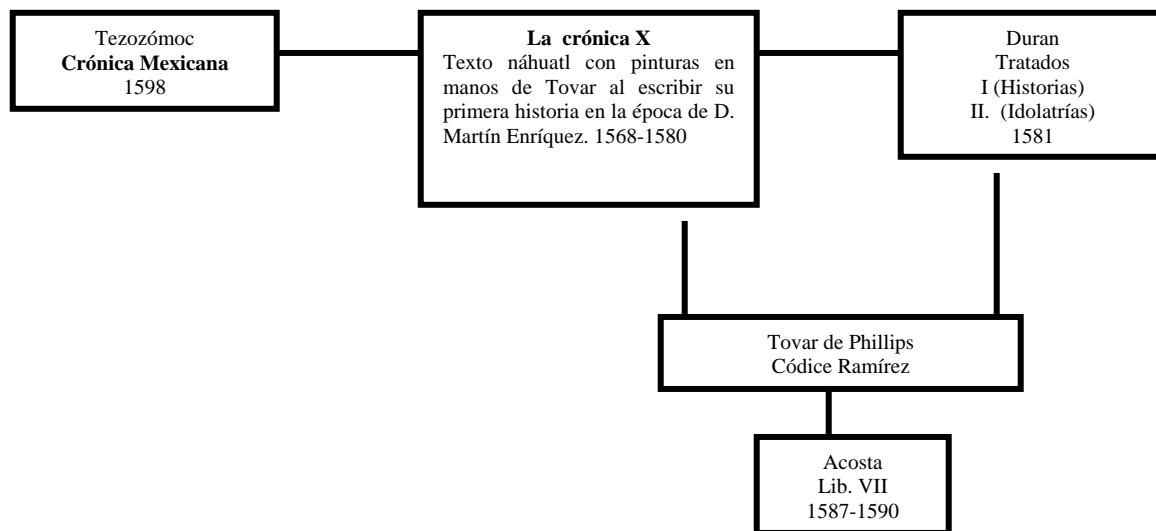 Tezozómoc
Crónica Mexicana
1598
La crónica X
Texto náhuatl con pinturas en
manos de Tovar al escribir su
primera historia en la época de D.
Martín Enríquez. 1568-1580
Duran
Tratados
I (Historias)
II. (Idolatrías)
1581
Tovar de Phillips
Códice Ramírez
Acosta
Lib. VII
1587-1590